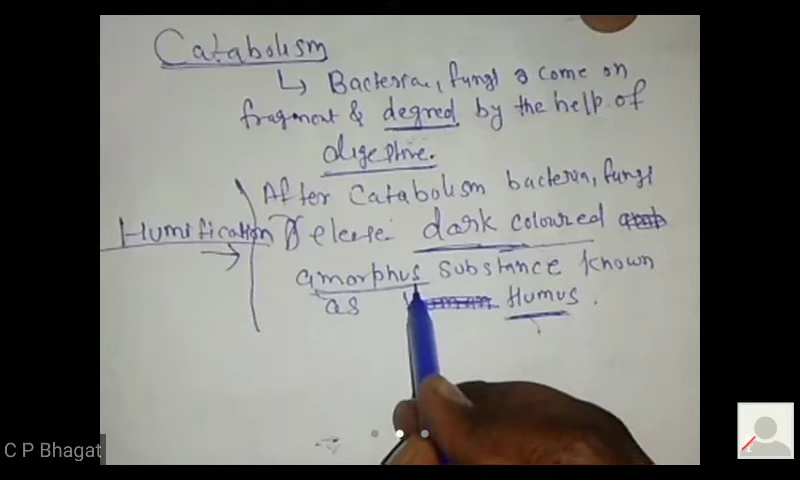 Catabolism
↳ Bacteria, fungi come on
fragment & degred by the help of
digestive.
After Catabolism bacteria, fungi
Humification release dark coloured
amorphus substance known
as Humus.
C P Bhagat